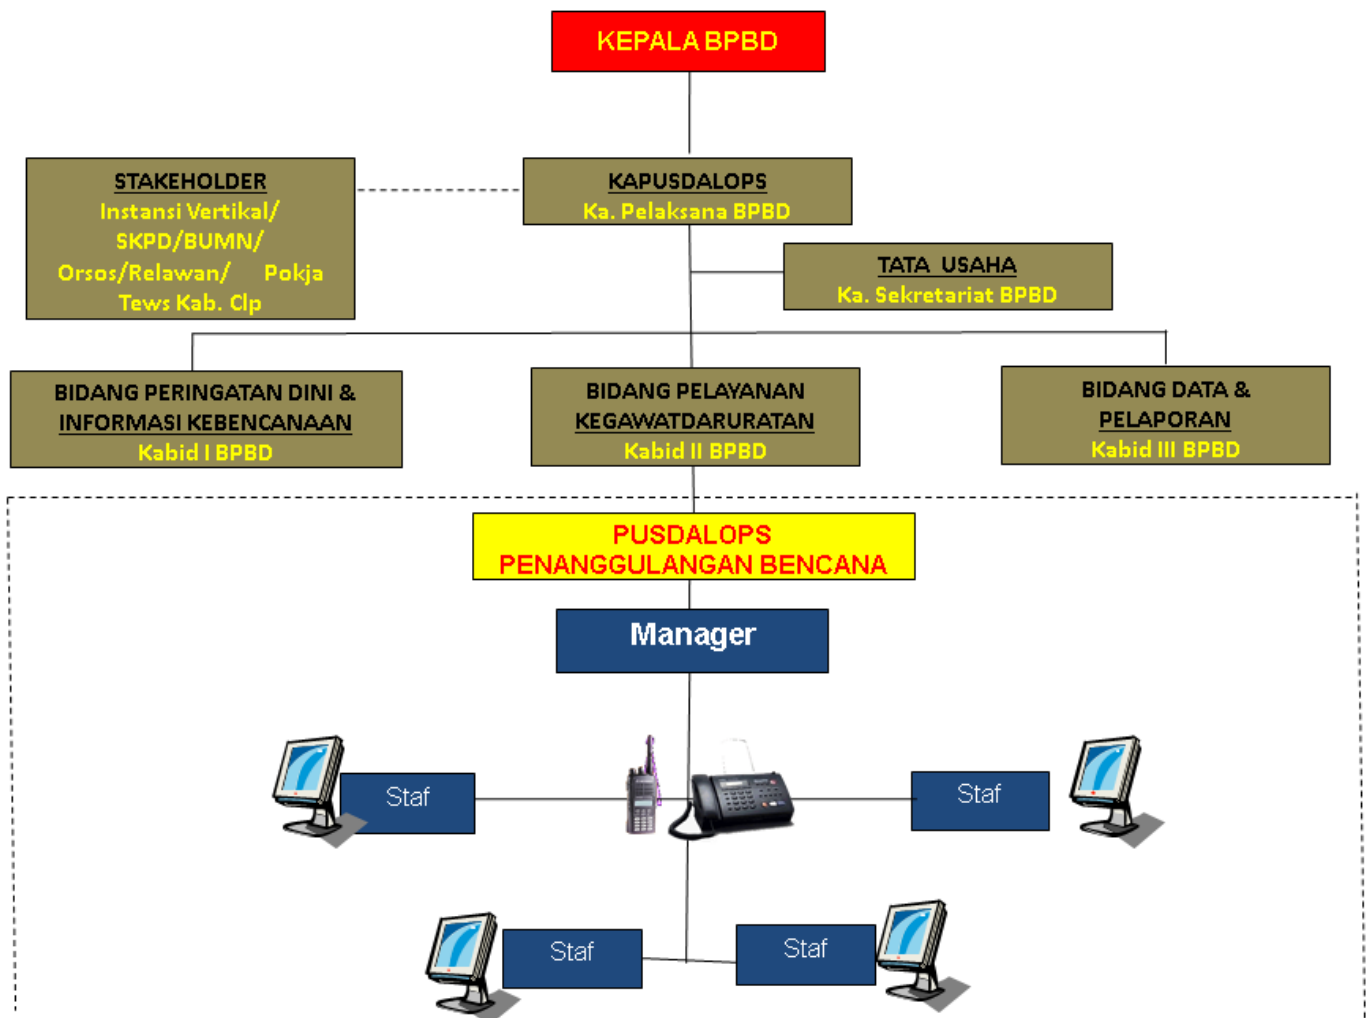 KEPALA BPBD
STAKEHOLDER
Instansi Vertikal/
SKPD/BUMN/
Orsos/Relawan/ Pokja
Tews Kab. Clp
KAPUSDALOPS
Ka. Pelaksana BPBD
TATA USAHA
Ka. Sekretariat BPBD
BIDANG PERINGATAN DINI &
INFORMASI KEBENCANAAN
Kabid I BPBD
BIDANG PELAYANAN
KEGAWATDARURATAN
Kabid II BPBD
BIDANG DATA &
PELAPORAN
Kabid III BPBD
PUSDALOPS
PENANGGULANGAN BENCANA
Manager
Staf
Staf
Staf
Staf